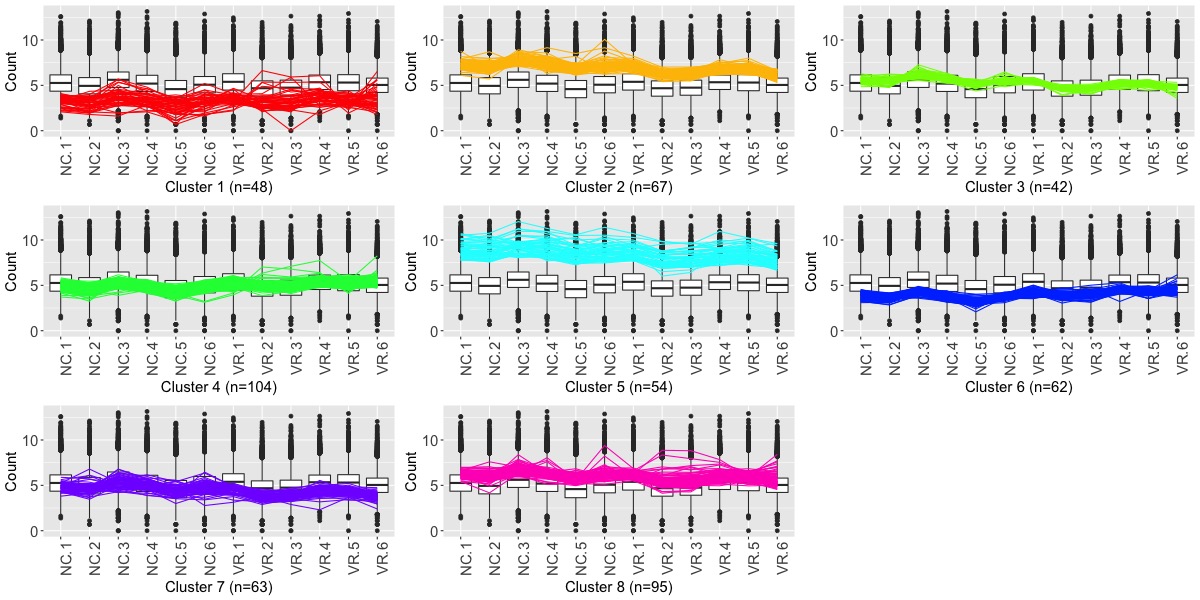 Count
10
5
0
NC.1 NC.2 NC.3 NC.4 NC.5 NC.6 VR.1 VR.2 VR.3 VR.4 VR.5 VR.6
Cluster 1 (n=48)
Count
10
5
0
NC.1 NC.2 NC.3 NC.4 NC.5 NC.6 VR.1 VR.2 VR.3 VR.4 VR.5 VR.6
Cluster 2 (n=67)
Count
10
5
0
NC.1 NC.2 NC.3 NC.4 NC.5 NC.6 VR.1 VR.2 VR.3 VR.4 VR.5 VR.6
Cluster 3 (n=42)
Count
10
5
0
NC.1 NC.2 NC.3 NC.4 NC.5 NC.6 VR.1 VR.2 VR.3 VR.4 VR.5 VR.6
Cluster 4 (n=104)
Count
10
5
0
NC.1 NC.2 NC.3 NC.4 NC.5 NC.6 VR.1 VR.2 VR.3 VR.4 VR.5 VR.6
Cluster 5 (n=54)
Count
10
5
0
NC.1 NC.2 NC.3 NC.4 NC.5 NC.6 VR.1 VR.2 VR.3 VR.4 VR.5 VR.6
Cluster 6 (n=62)
Count
10
5
0
NC.1 NC.2 NC.3 NC.4 NC.5 NC.6 VR.1 VR.2 VR.3 VR.4 VR.5 VR.6
Cluster 7 (n=63)
Count
10
5
0
NC.1 NC.2 NC.3 NC.4 NC.5 NC.6 VR.1 VR.2 VR.3 VR.4 VR.5 VR.6
Cluster 8 (n=95)